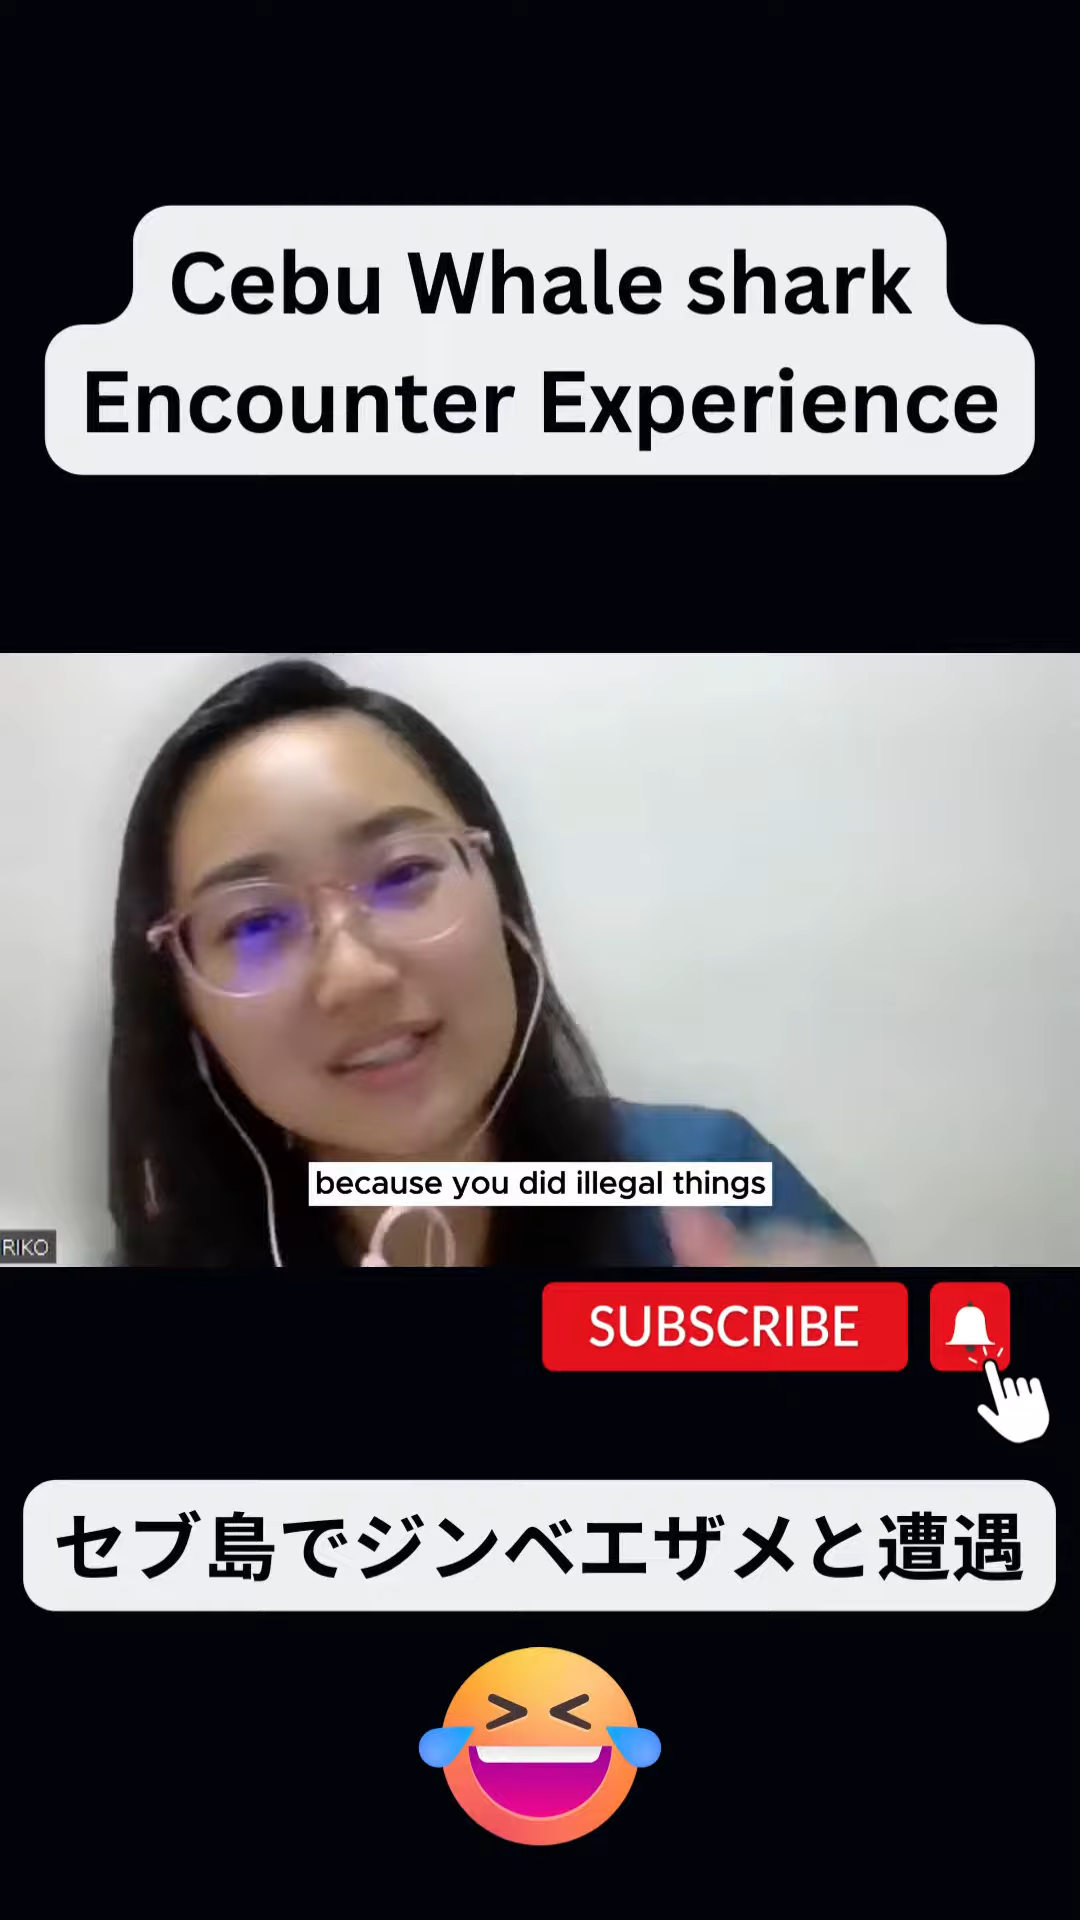 Cebu Whale shark
Encounter Experience
because you did illegal things
RIKO
SUBSCRIBE
セブ島でジンベエザメと遭遇